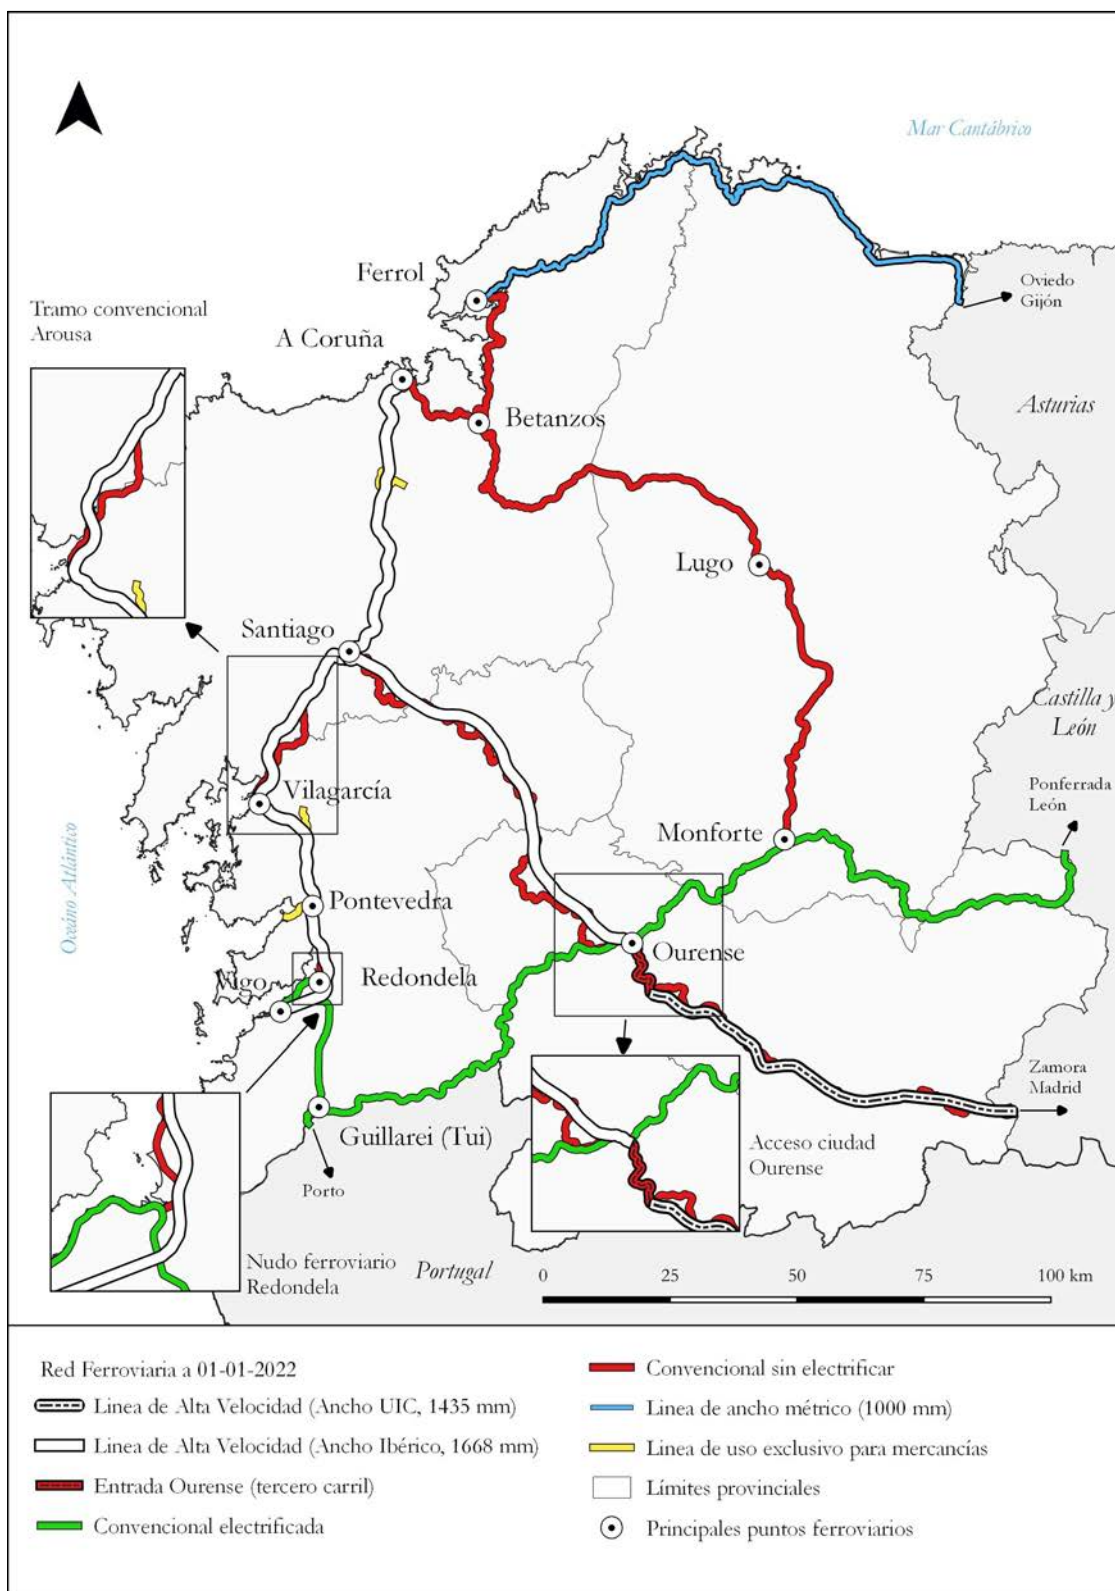 Mar Cantábrico
Ferrol
Oviedo
Gijón
Tramo convencional
Arousa
A Coruña
Betanzos
Asturias
Lugo
Santiago
Castilla y
León
Ponferrada
León
Vilagarcía
Monforte
Océano Atlántico
Pontevedra
Ourense
Vigo
Redondela
Zamora
Madrid
Guillarei (Tui)
Acceso ciudad
Ourense
Porto
Nudo ferroviario
Redondela
Portugal
0 25 50 75 100 km
Red Ferroviaria a 01-01-2022
Linea de Alta Velocidad (Ancho UIC, 1435 mm)
Linea de Alta Velocidad (Ancho Ibérico, 1668 mm)
Entrada Ourense (tercero carril)
Convencional electrificada
Convencional sin electrificar
Linea de ancho métrico (1000 mm)
Linea de uso exclusivo para mercancías
Límites provinciales
Principales puntos ferroviarios